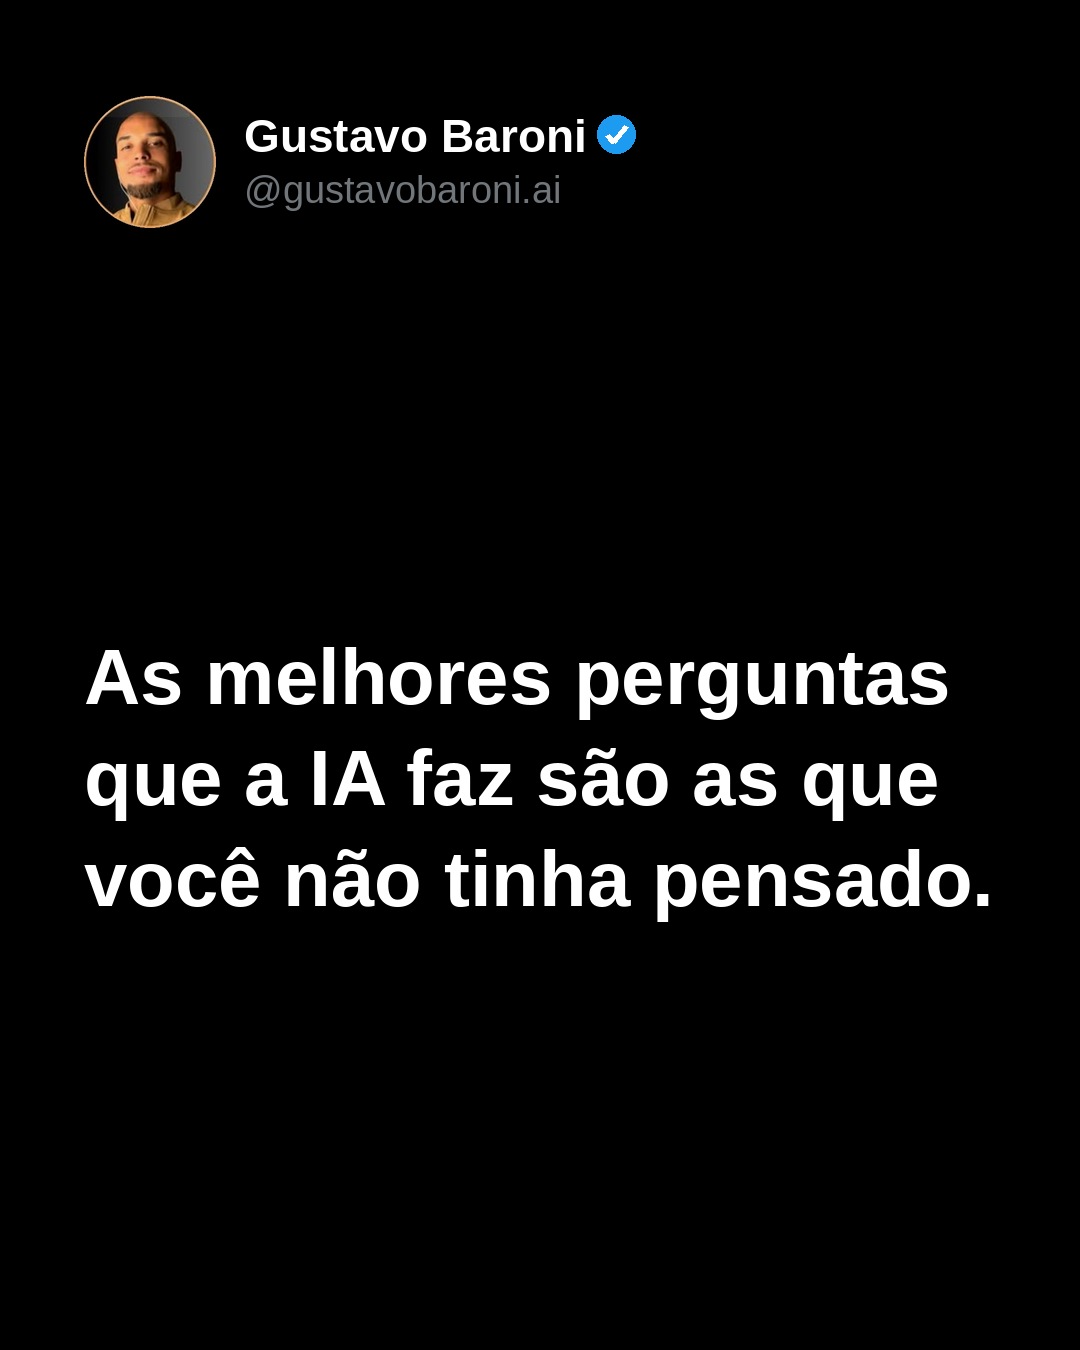 Gustavo Baroni
@gustavobaroni.ai
As melhores perguntas
que a IA faz são as que
você não tinha pensado.